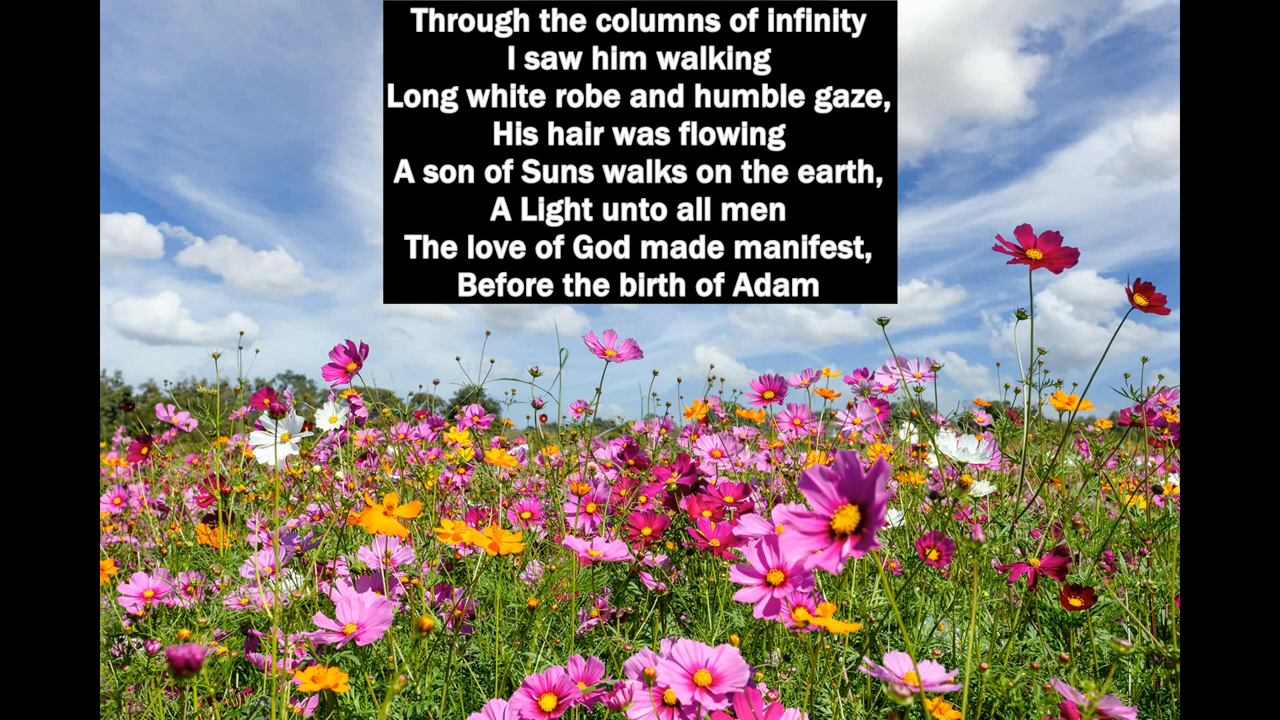 Through the columns of infinity
I saw him walking
Long white robe and humble gaze,
His hair was flowing
A son of Suns walks on the earth,
A Light unto all men
The love of God made manifest,
Before the birth of Adam